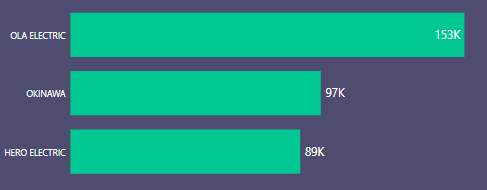 OLA ELECTRIC 153K
OKINAWA 97K
HERO ELECTRIC 89K